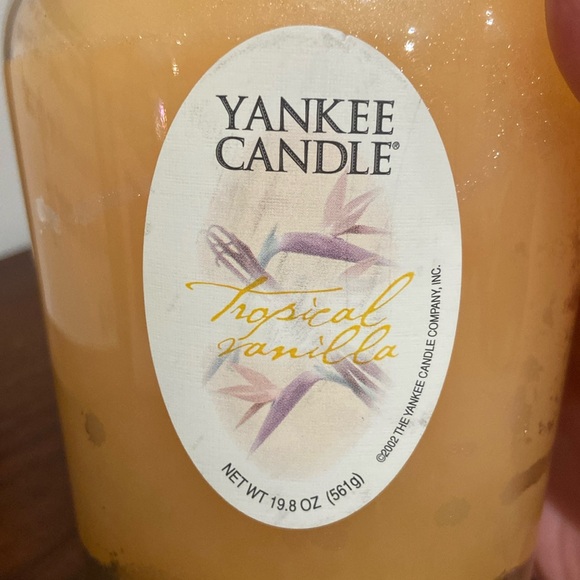 YANKEE
CANDLE®
Tropical
vanilla
©2002 THE YANKEE CANDLE COMPANY, INC.
NET WT 19.8 OZ (561g)